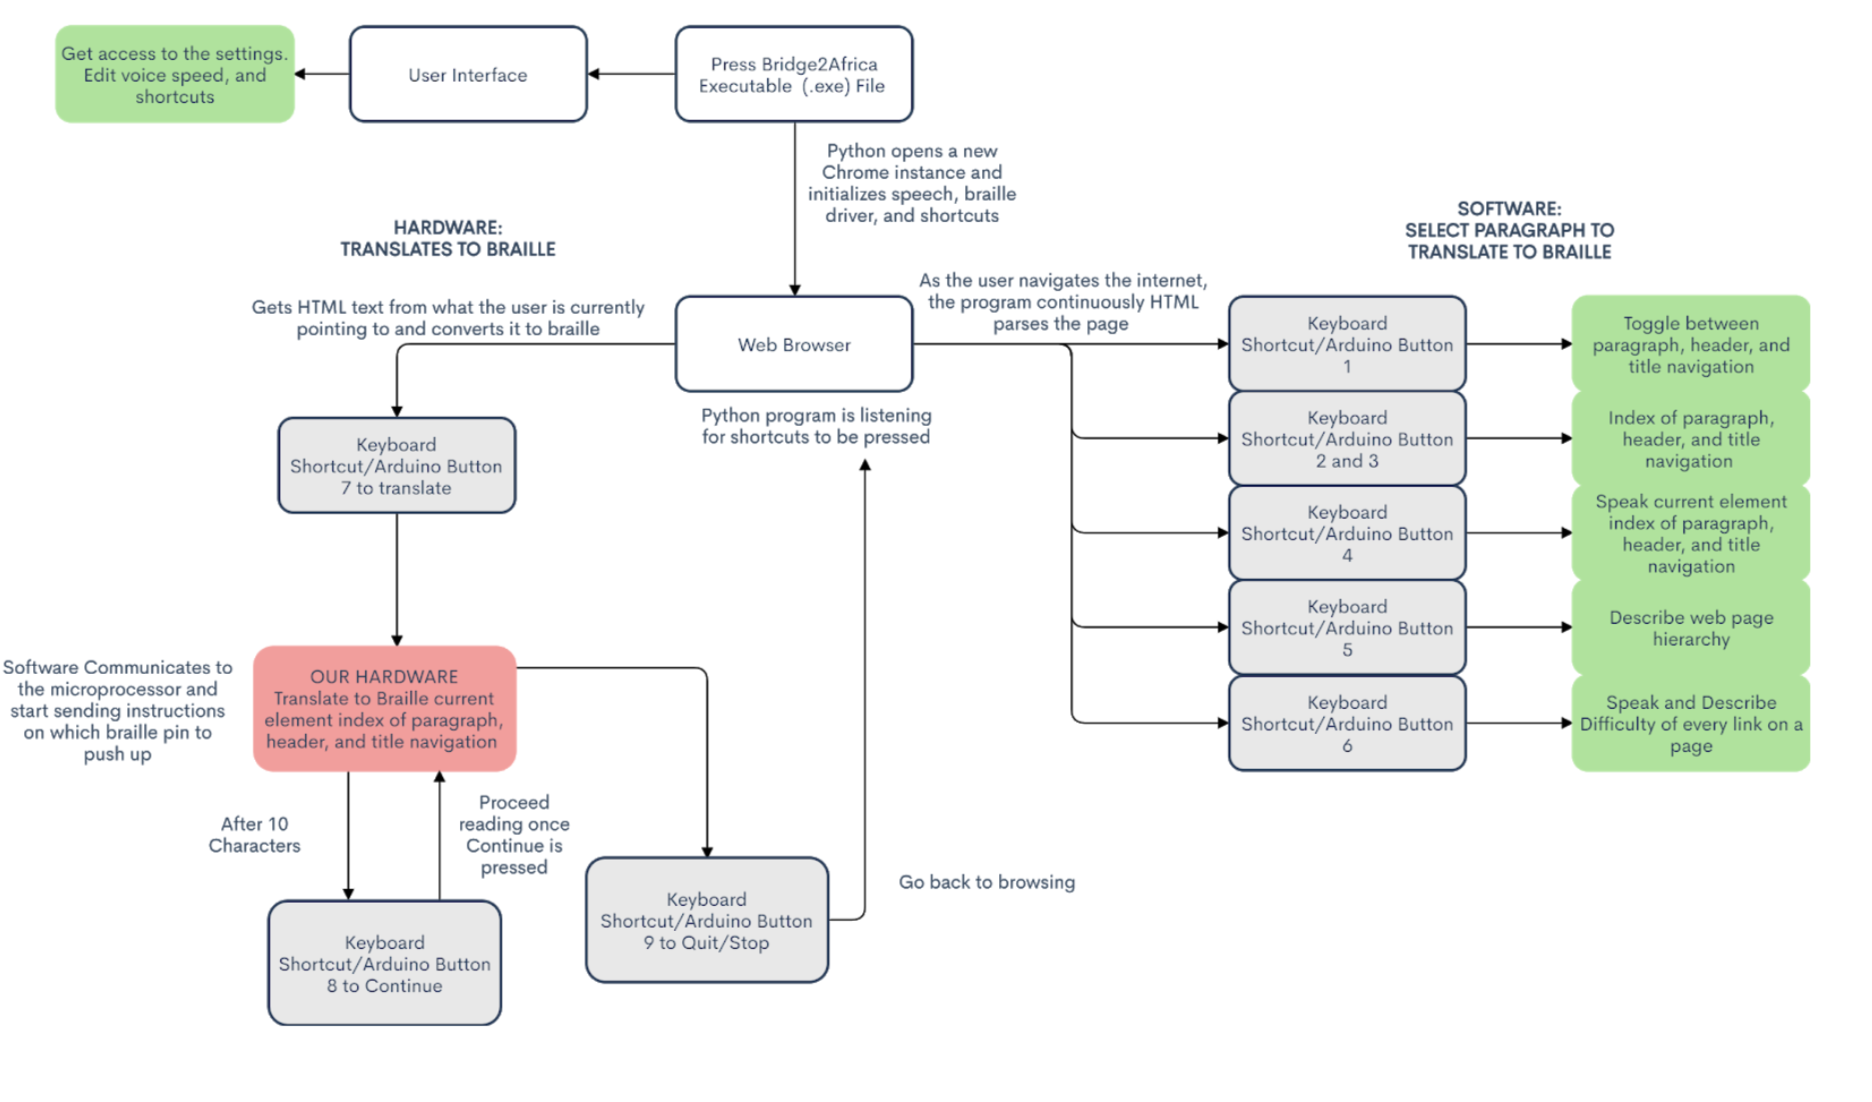 Get access to the settings.
Edit voice speed, and
shortcuts
User Interface
Press Bridge2Africa
Executable (.exe) File
Python opens a new
Chrome instance and
initializes speech, braille
driver, and shortcuts
HARDWARE:
TRANSLATES TO BRAILLE
SOFTWARE:
SELECT PARAGRAPH TO
TRANSLATE TO BRAILLE
Gets HTML text from what the user is currently
pointing to and converts it to braille
Web Browser
As the user navigates the internet,
the program continuously HTML
parses the page
Python program is listening
for shortcuts to be pressed
Keyboard
Shortcut/Arduino Button
1
Toggle between
paragraph, header, and
title navigation
Keyboard
Shortcut/Arduino Button
2 and 3
Index of paragraph,
header, and title
navigation
Keyboard
Shortcut/Arduino Button
4
Speak current element
index of paragraph,
header, and title
navigation
Keyboard
Shortcut/Arduino Button
5
Describe web page
hierarchy
Keyboard
Shortcut/Arduino Button
6
Speak and Describe
Difficulty of every link on a
page
Keyboard
Shortcut/Arduino Button
7 to translate
Software Communicates to
the microprocessor and
start sending instructions
on which braille pin to
push up
OUR HARDWARE
Translate to Braille current
element index of paragraph,
header, and title navigation
After 10
Characters
Proceed
reading once
Continue is
pressed
Keyboard
Shortcut/Arduino Button
8 to Continue
Keyboard
Shortcut/Arduino Button
9 to Quit/Stop
Go back to browsing